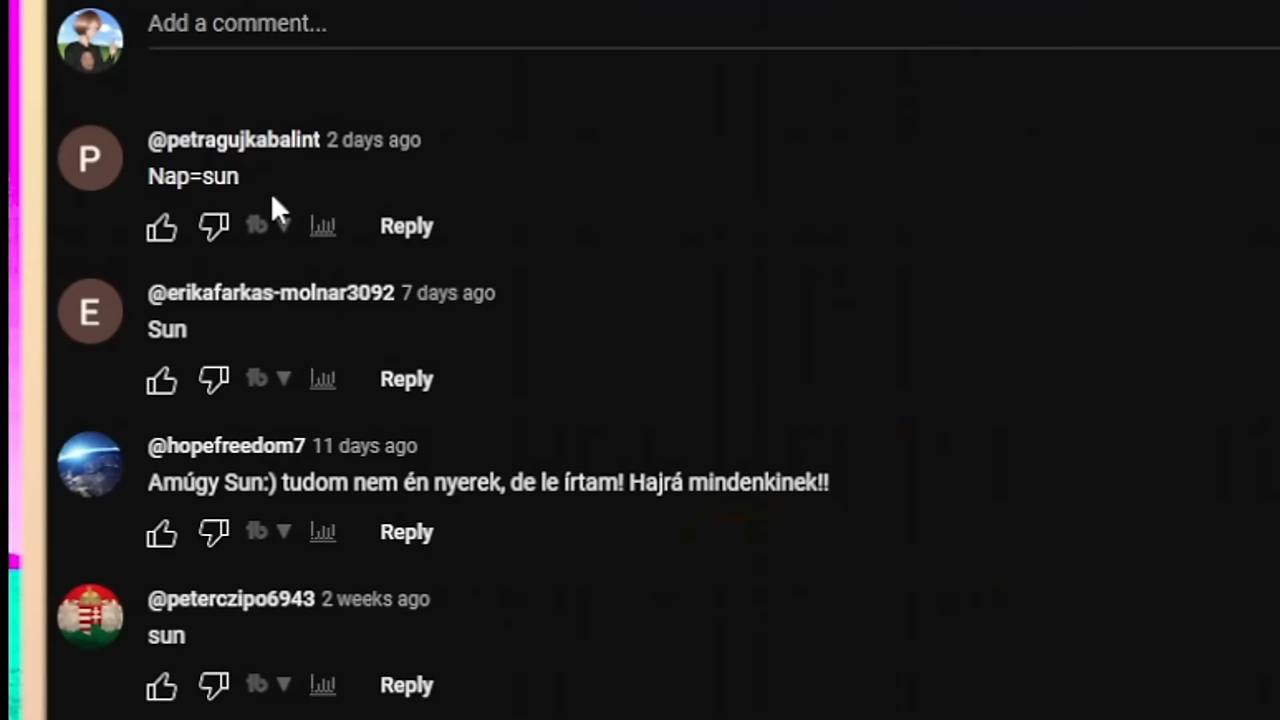 Add a comment...
@petragujkabalint 2 days ago
Nap=sun
Reply
@erikafarkas-molnar3092 7 days ago
Sun
Reply
@hopefreedom7 11 days ago
Amúgy Sun:) tudom nem én nyerek, de le írtam! Hajrá mindenkinek!!
Reply
@peterczipo6943 2 weeks ago
sun
Reply